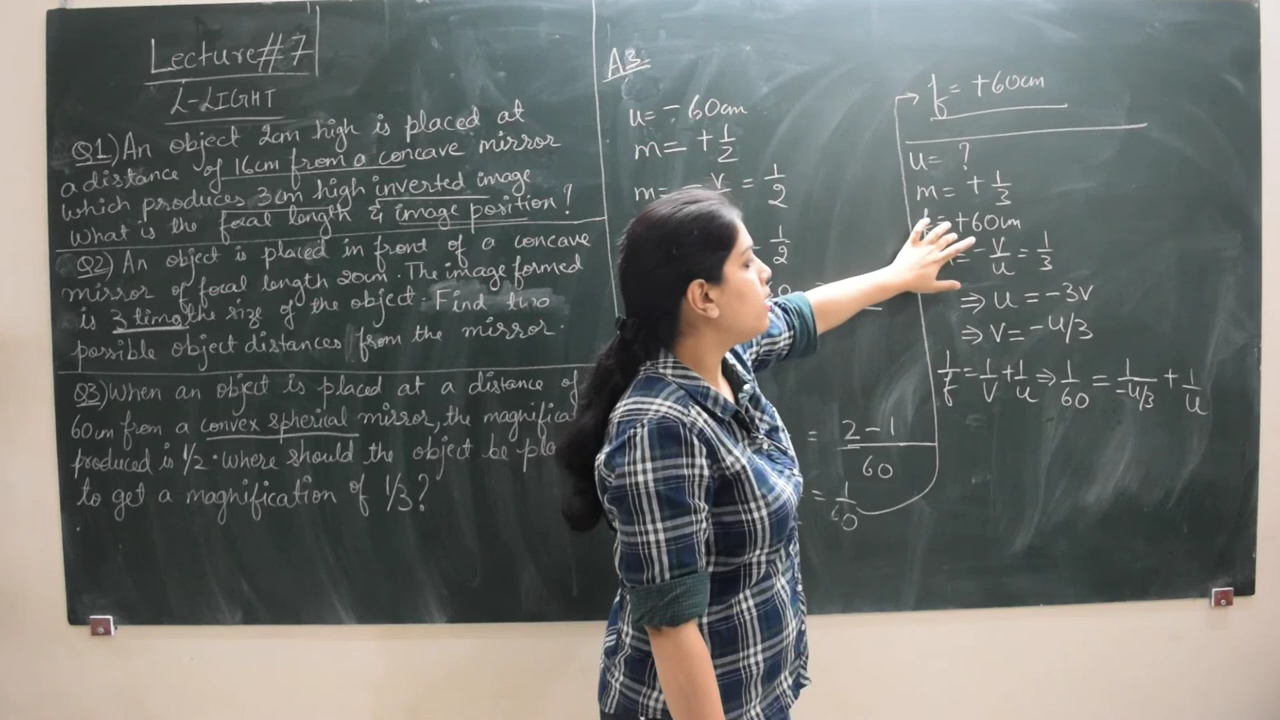 Lecture#7
L-LIGHT
Q1) An object 2cm high is placed at
a distance of 16cm from a concave mirror
which produces 3cm high inverted image
What is the focal length & image position?
Q2) An object is placed in front of a concave
mirror of focal length 20cm. The image formed
is 3 times the size of the object. Find two
possible object distances from the mirror.
Q3) When an object is placed at a distance of
60cm from a convex spherical mirror, the magnifica
produced is 1/2. Where should the object be pla
to get a magnification of 1/3?
A3.
u = -60cm
m = +1/2
m = v = 1/2
1/2
= 2-1/60
= 1/60
f = +60cm
u = ?
m = +1/3
= +60cm
= -v/u = 1/3
⇒ u = -3v
⇒ v = -u/3
1/f = 1/v + 1/u ⇒ 1/60 = 1/-u/3 + 1/u